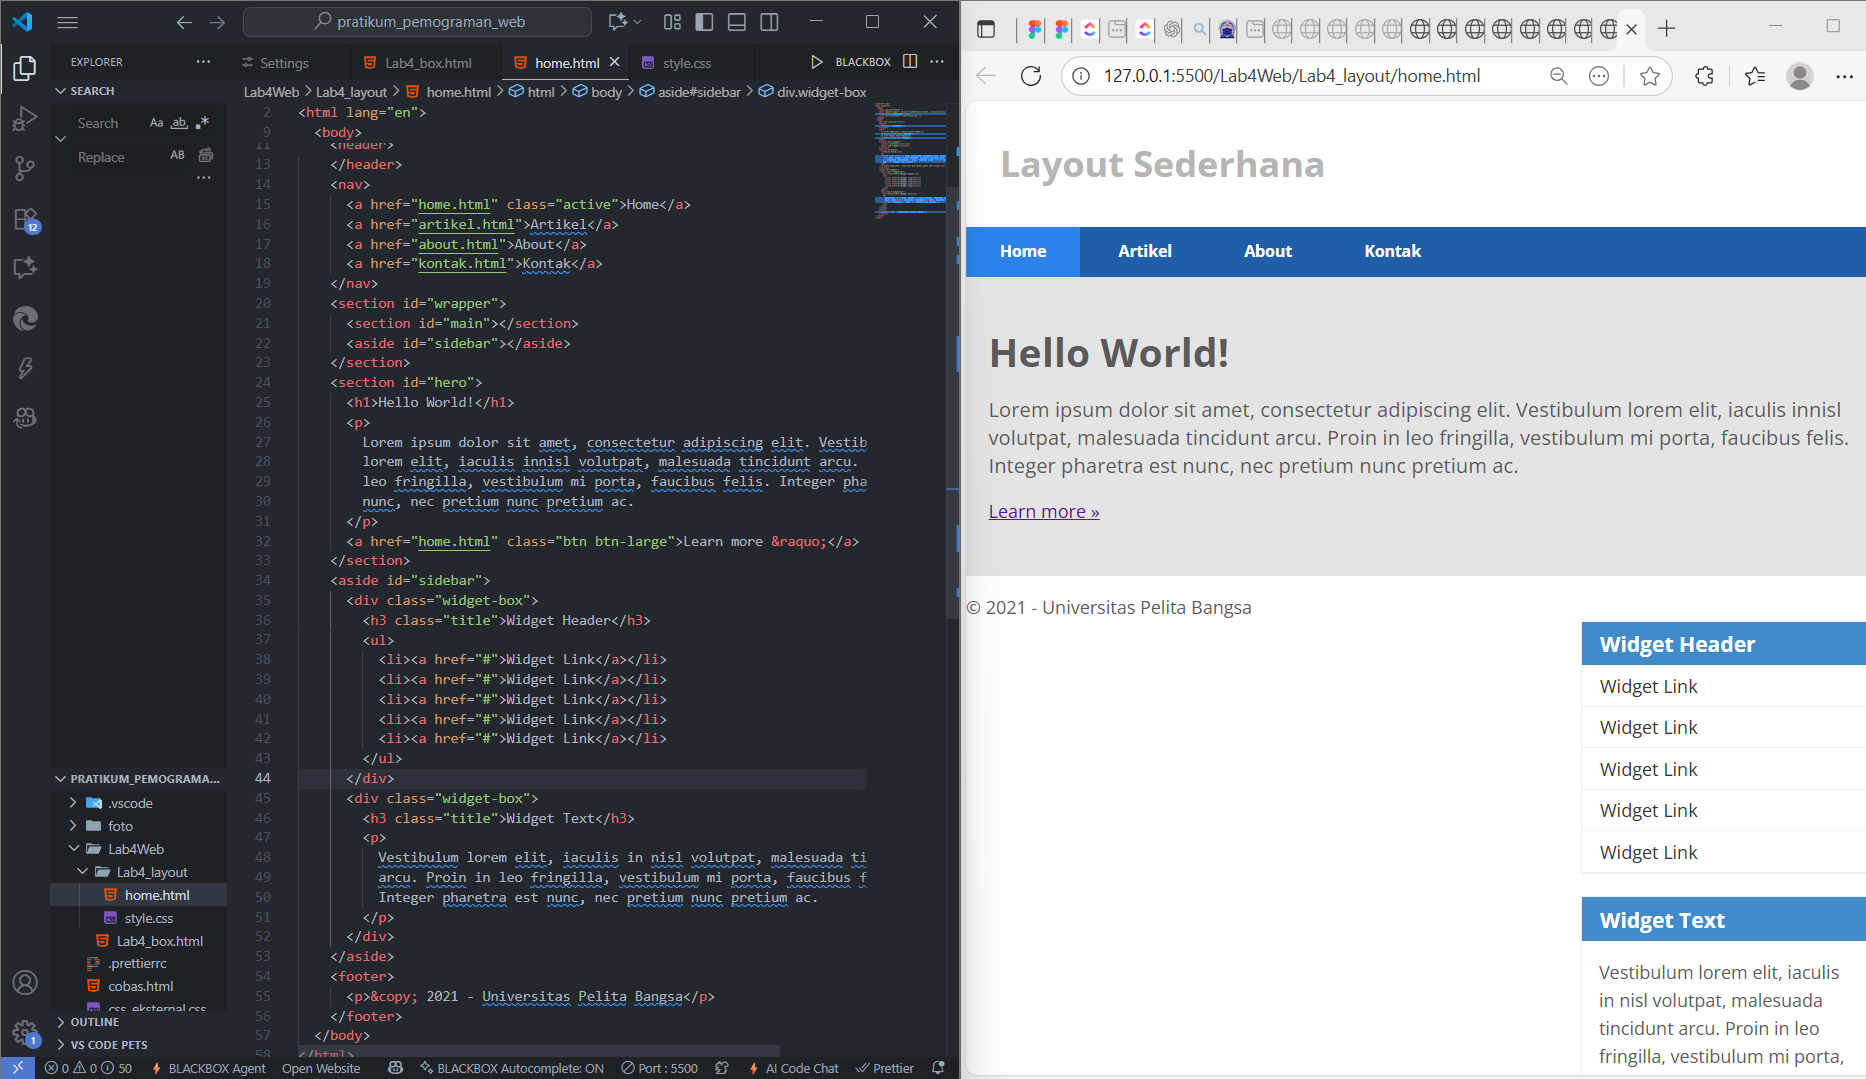 pratikum_pemograman_web
EXPLORER
SEARCH
Search
Aa
ab
Replace
AB
12
Settings
Lab4_box.html
home.html
style.css
BLACKBOX
Lab4Web > Lab4_layout > home.html > html > body > aside#sidebar > div.widget-box
2 <html lang="en">
9 <body>
11 <header>
13 </header>
14 <nav>
15 <a href="home.html" class="active">Home</a>
16 <a href="artikel.html">Artikel</a>
17 <a href="about.html">About</a>
18 <a href="kontak.html">Kontak</a>
19 </nav>
20 <section id="wrapper">
21 <section id="main"></section>
22 <aside id="sidebar"></aside>
23 </section>
24 <section id="hero">
25 <h1>Hello World!</h1>
26 <p>
27 Lorem ipsum dolor sit amet, consectetur adipiscing elit. Vestib
28 lorem elit, iaculis innisl volutpat, malesuada tincidunt arcu.
29 leo fringilla, vestibulum mi porta, faucibus felis. Integer pha
30 nunc, nec pretium nunc pretium ac.
31 </p>
32 <a href="home.html" class="btn btn-large">Learn more &raquo;</a>
33 </section>
34 <aside id="sidebar">
35 <div class="widget-box">
36 <h3 class="title">Widget Header</h3>
37 <ul>
38 <li><a href="#">Widget Link</a></li>
39 <li><a href="#">Widget Link</a></li>
40 <li><a href="#">Widget Link</a></li>
41 <li><a href="#">Widget Link</a></li>
42 <li><a href="#">Widget Link</a></li>
43 </ul>
44 </div>
45 <div class="widget-box">
46 <h3 class="title">Widget Text</h3>
47 <p>
48 Vestibulum lorem elit, iaculis in nisl volutpat, malesuada ti
49 arcu. Proin in leo fringilla, vestibulum mi porta, faucibus f
50 Integer pharetra est nunc, nec pretium nunc pretium ac.
51 </p>
52 </div>
53 </aside>
54 <footer>
55 <p>&copy; 2021 - Universitas Pelita Bangsa</p>
56 </footer>
57 </body>
58 </html>
PRATIKUM_PEMOGRAMA...
.vscode
foto
Lab4Web
Lab4_layout
home.html
style.css
Lab4_box.html
.prettierrc
cobas.html
css_eksternal.css
OUTLINE
VS CODE PETS
1
0 0 50 BLACKBOX Agent Open Website BLACKBOX Autocomplete: ON Port : 5500 AI Code Chat Prettier
127.0.0.1:5500/Lab4Web/Lab4_layout/home.html
Layout Sederhana
Home Artikel About Kontak
Hello World!
Lorem ipsum dolor sit amet, consectetur adipiscing elit. Vestibulum lorem elit, iaculis innisl
volutpat, malesuada tincidunt arcu. Proin in leo fringilla, vestibulum mi porta, faucibus felis.
Integer pharetra est nunc, nec pretium nunc pretium ac.
Learn more »
© 2021 - Universitas Pelita Bangsa
Widget Header
Widget Link
Widget Link
Widget Link
Widget Link
Widget Link
Widget Text
Vestibulum lorem elit, iaculis
in nisl volutpat, malesuada
tincidunt arcu. Proin in leo
fringilla, vestibulum mi porta,